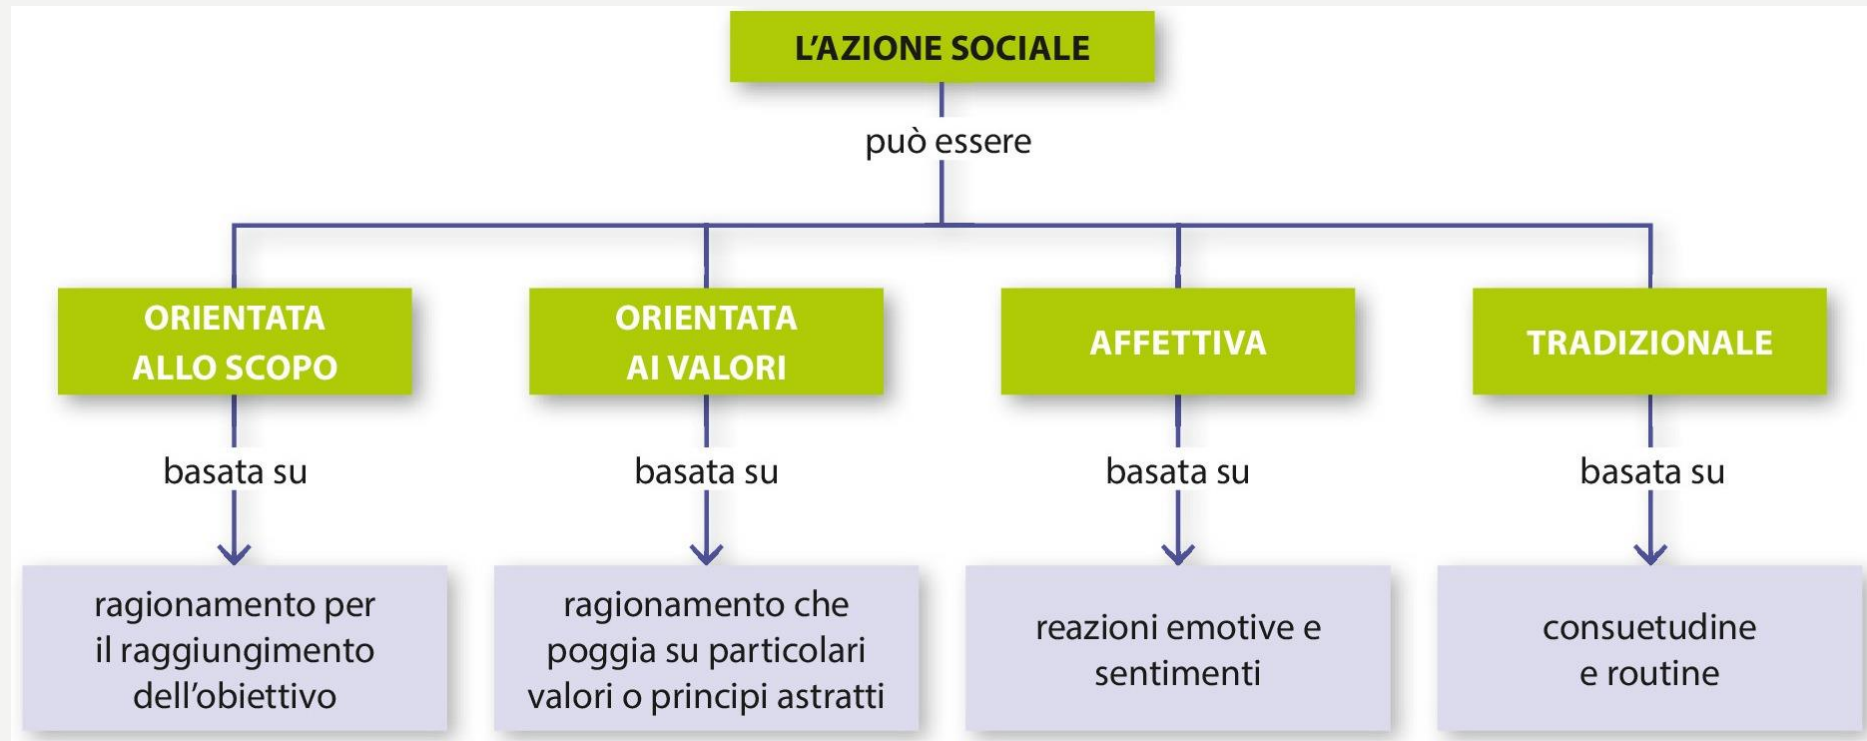 L'AZIONE SOCIALE
può essere
ORIENTATA
ALLO SCOPO
basata su
ragionamento per
il raggiungimento
dell'obiettivo
ORIENTATA
AI VALORI
basata su
ragionamento che
poggia su particolari
valori o principi astratti
AFFETTIVA
basata su
reazioni emotive e
sentimenti
TRADIZIONALE
basata su
consuetudine
e routine